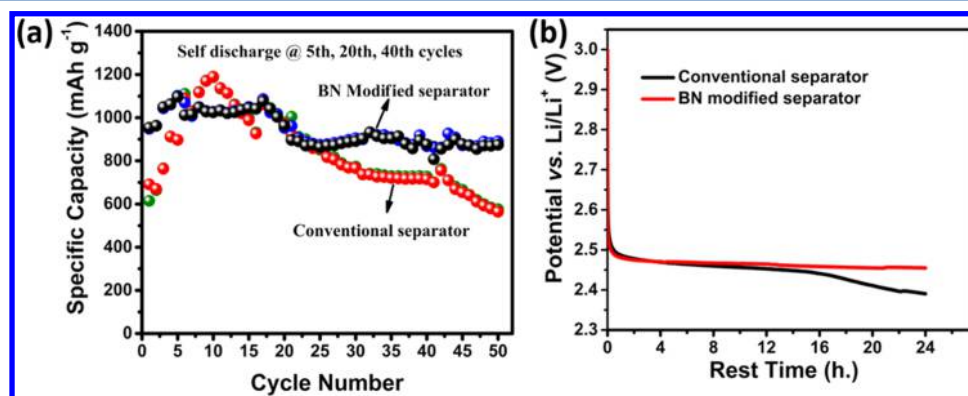 (a)
Self discharge @ 5th, 20th, 40th cycles
BN Modified separator
Conventional separator
1400
1200
1000
800
600
400
200
0
0 5 10 15 20 25 30 35 40 45 50
Specific Capacity (mAh g⁻¹)
Cycle Number
(b)
Conventional separator
BN modified separator
3.0
2.9
2.8
2.7
2.6
2.5
2.4
2.3
0 4 8 12 16 20 24 28
Potential vs. Li/Li⁺ (V)
Rest Time (h.)